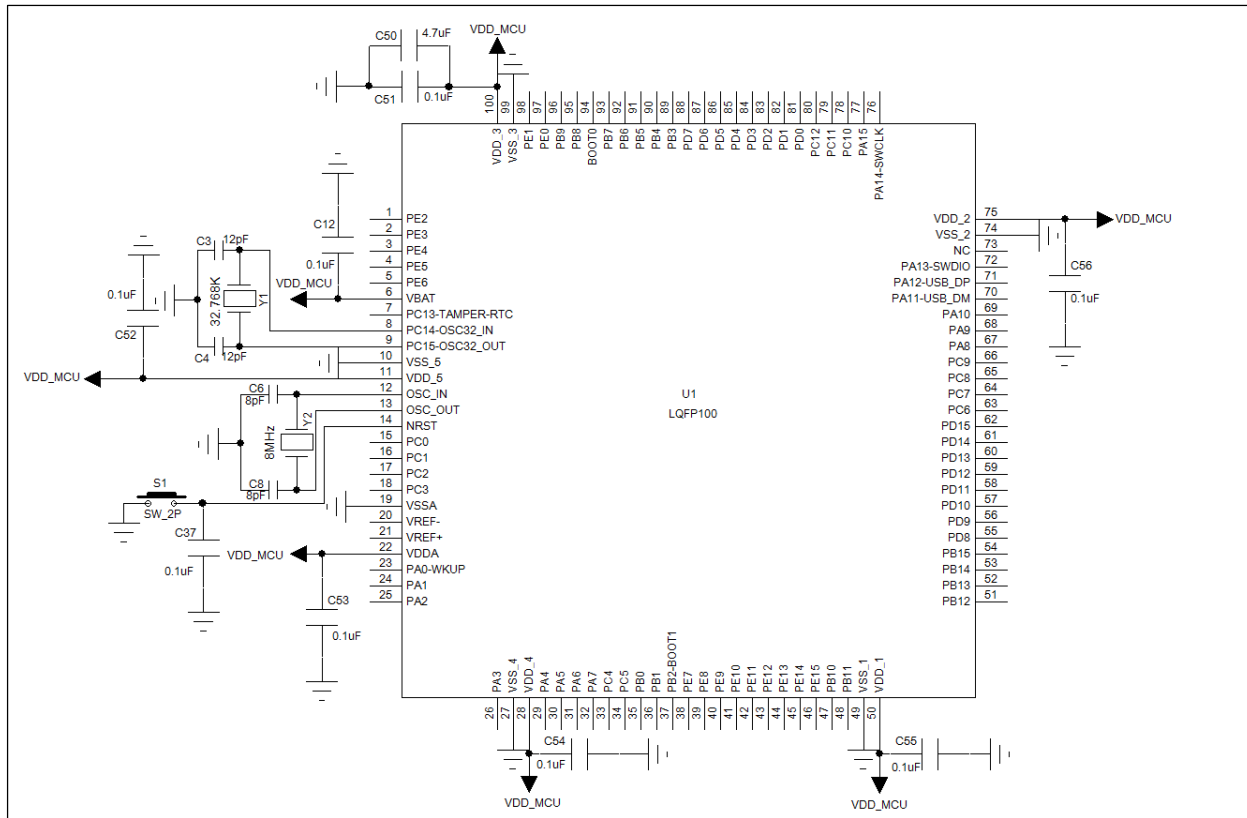 C50 4.7uF VDD_MCU
C51 0.1uF
100 99 98 97 96 95 94 93 92 91 90 89 88 87 86 85 84 83 82 81 80 79 78 77 76
VDD_3 VSS_3 PE1 PE0 PB9 PB8 BOOT0 PB7 PB6 PB5 PB4 PB3 PD7 PD6 PD5 PD4 PD3 PD2 PD1 PD0 PC12 PC11 PC10 PA15 PA14-SWCLK
C12
0.1uF
VDD_MCU
C3 12pF
32.768K Y1
C4 12pF
0.1uF
C52
VDD_MCU
C6
8pF
8MHz Y2
C8
8pF
S1
SW_2P
C37
0.1uF
VDD_MCU
C53
0.1uF
1 PE2
2 PE3
3 PE4
4 PE5
5 PE6
6 VBAT
7 PC13-TAMPER-RTC
8 PC14-OSC32_IN
9 PC15-OSC32_OUT
10 VSS_5
11 VDD_5
12 OSC_IN
13 OSC_OUT
14 NRST
15 PC0
16 PC1
17 PC2
18 PC3
19 VSSA
20 VREF-
21 VREF+
22 VDDA
23 PA0-WKUP
24 PA1
25 PA2
U1
LQFP100
VDD_2 75
VSS_2 74
NC 73
PA13-SWDIO 72
PA12-USB_DP 71
PA11-USB_DM 70
PA10 69
PA9 68
PA8 67
PC9 66
PC8 65
PC7 64
PC6 63
PD15 62
PD14 61
PD13 60
PD12 59
PD11 58
PD10 57
PD9 56
PD8 55
PB15 54
PB14 53
PB13 52
PB12 51
VDD_MCU
C56
0.1uF
PA3 VSS_4 VDD_4 PA4 PA5 PA6 PA7 PC4 PC5 PB0 PB1 PB2-BOOT1 PE7 PE8 PE9 PE10 PE11 PE12 PE13 PE14 PE15 PB10 PB11 VSS_1 VDD_1
26 27 28 29 30 31 32 33 34 35 36 37 38 39 40 41 42 43 44 45 46 47 48 49 50
C54
0.1uF
VDD_MCU
C55
0.1uF
VDD_MCU